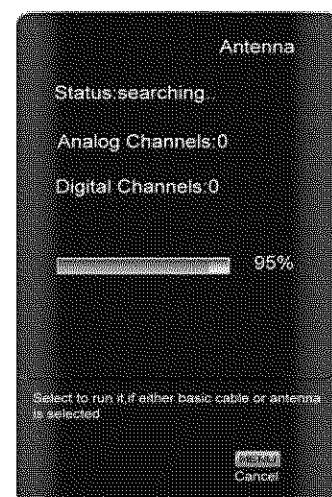 Antenna
Status:searching..
Analog Channels:0
Digital Channels:0
95%
Select to run it,if either basic cable or antenna
is selected
MENU
Cancel